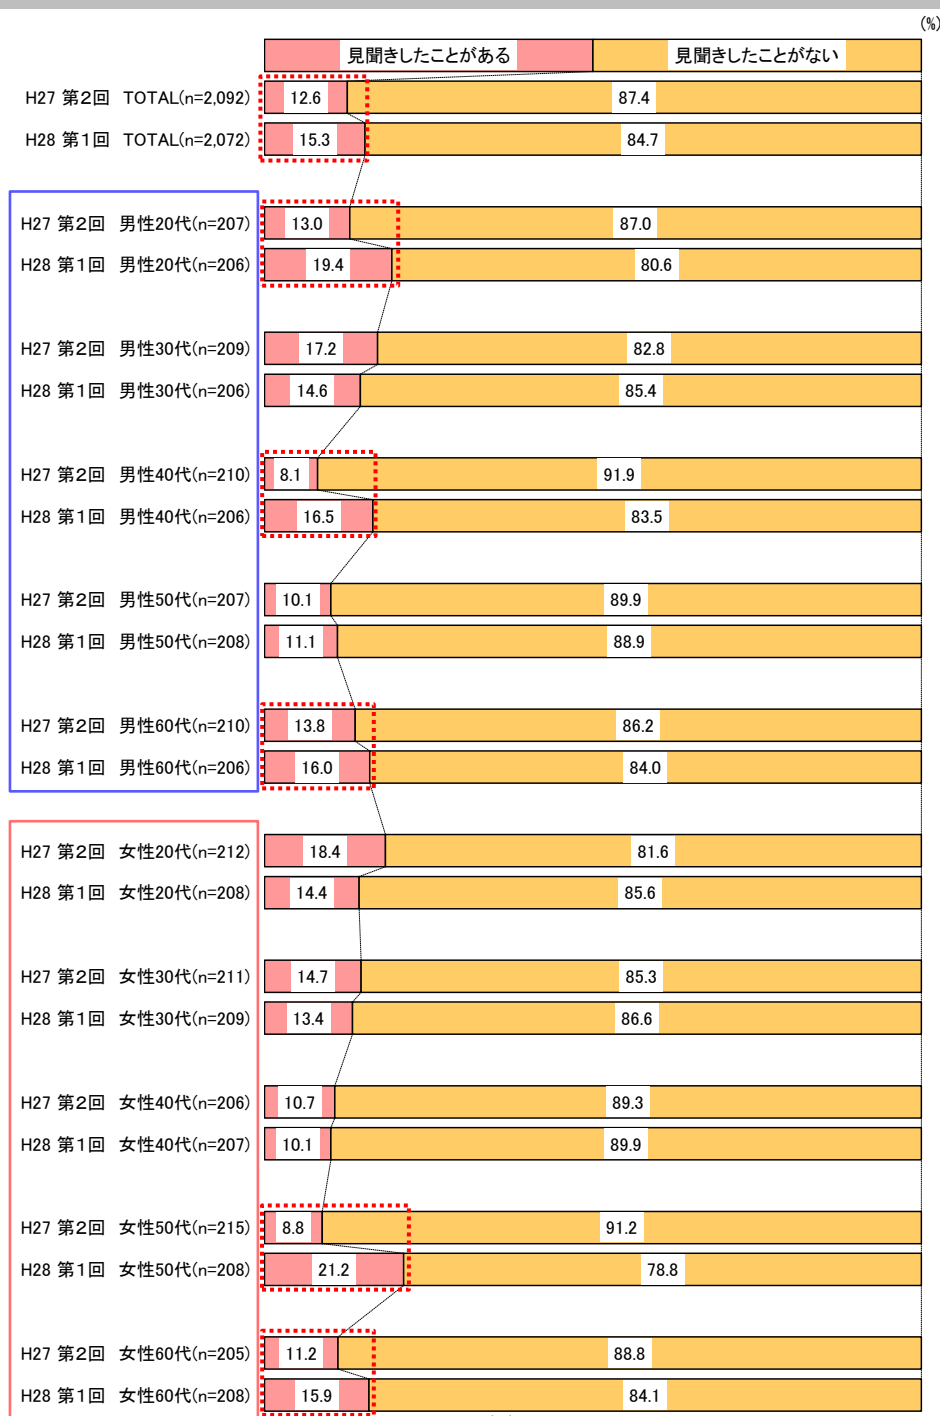 (%)
見聞きしたことがある 見聞きしたことがない
H27 第2回 TOTAL(n=2,092) 12.6 87.4
H28 第1回 TOTAL(n=2,072) 15.3 84.7
H27 第2回 男性20代(n=207) 13.0 87.0
H28 第1回 男性20代(n=206) 19.4 80.6
H27 第2回 男性30代(n=209) 17.2 82.8
H28 第1回 男性30代(n=206) 14.6 85.4
H27 第2回 男性40代(n=210) 8.1 91.9
H28 第1回 男性40代(n=206) 16.5 83.5
H27 第2回 男性50代(n=207) 10.1 89.9
H28 第1回 男性50代(n=208) 11.1 88.9
H27 第2回 男性60代(n=210) 13.8 86.2
H28 第1回 男性60代(n=206) 16.0 84.0
H27 第2回 女性20代(n=212) 18.4 81.6
H28 第1回 女性20代(n=208) 14.4 85.6
H27 第2回 女性30代(n=211) 14.7 85.3
H28 第1回 女性30代(n=209) 13.4 86.6
H27 第2回 女性40代(n=206) 10.7 89.3
H28 第1回 女性40代(n=207) 10.1 89.9
H27 第2回 女性50代(n=215) 8.8 91.2
H28 第1回 女性50代(n=208) 21.2 78.8
H27 第2回 女性60代(n=205) 11.2 88.8
H28 第1回 女性60代(n=208) 15.9 84.1